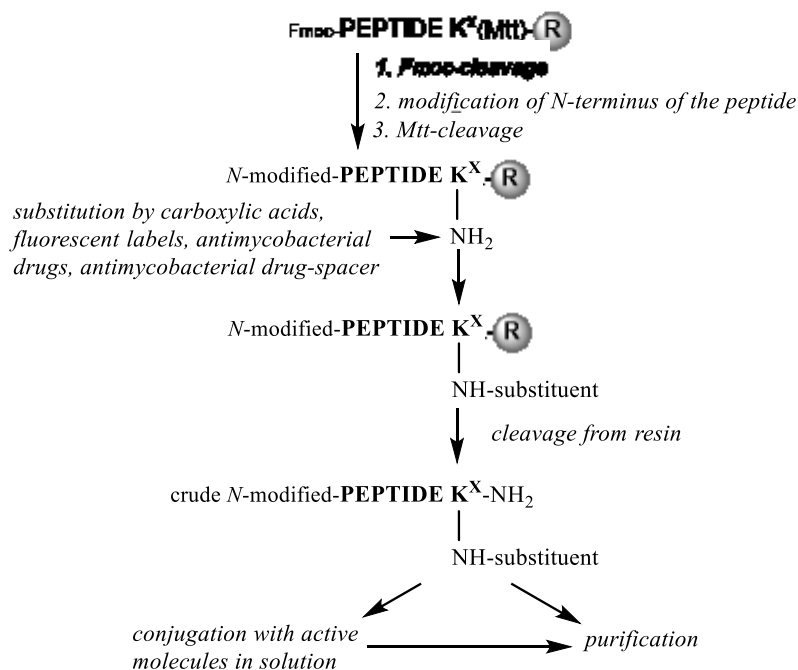 Fmoc-PEPTIDE Kˣ(Mtt)-R
1. Fmoc-cleavage
2. modification of N-terminus of the peptide
3. Mtt-cleavage
N-modified-PEPTIDE Kˣ-R
substitution by carboxylic acids,
fluorescent labels, antimycobacterial
drugs, antimycobacterial drug-spacer
NH₂
N-modified-PEPTIDE Kˣ-R
NH-substituent
cleavage from resin
crude N-modified-PEPTIDE Kˣ-NH₂
NH-substituent
conjugation with active
molecules in solution
purification